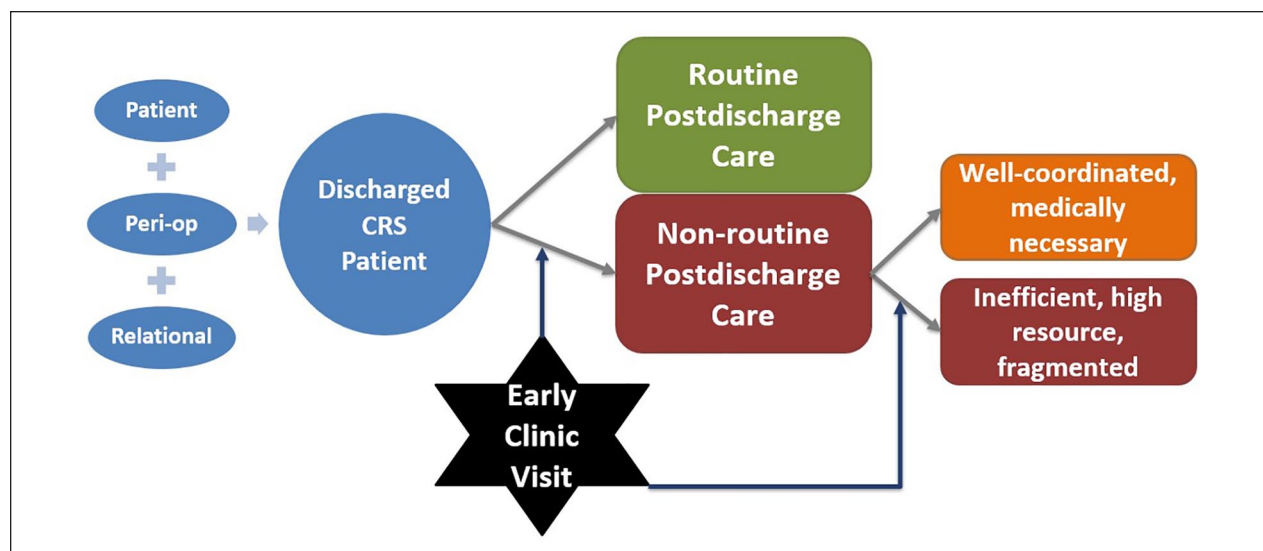 Patient
Peri-op
Relational
Discharged
CRS
Patient
Routine
Postdischarge
Care
Non-routine
Postdischarge
Care
Early
Clinic
Visit
Well-coordinated,
medically
necessary
Inefficient, high
resource,
fragmented